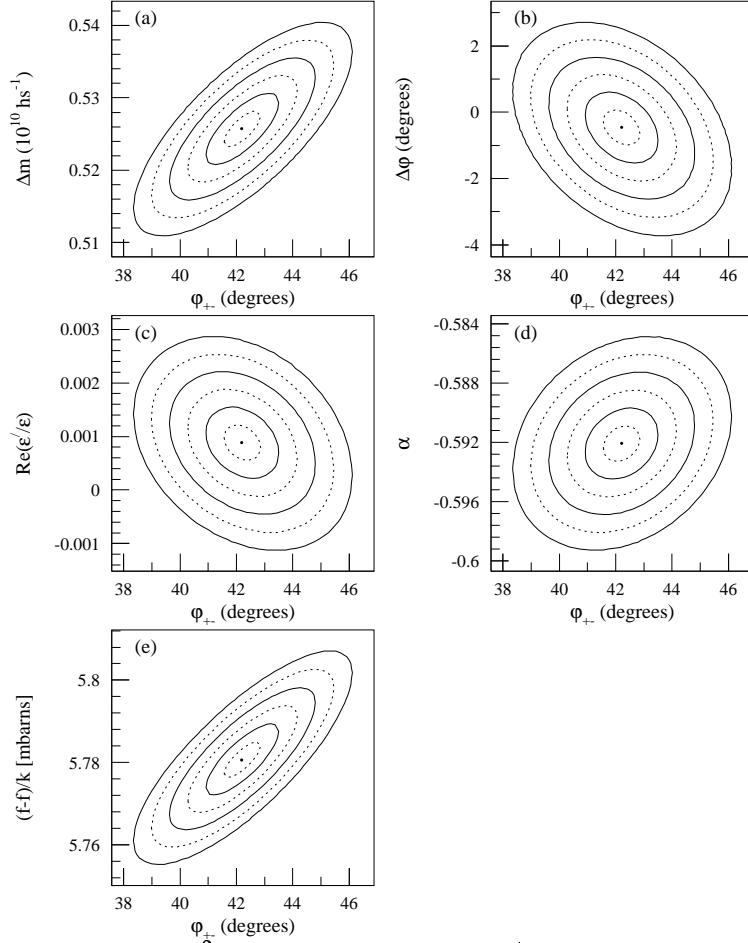 (a)
0.54
0.53
0.52
0.51
Δm (10¹⁰ hs⁻¹)
38 40 42 44 46
φ₊₋ (degrees)
(b)
2
0
-2
-4
Δφ (degrees)
38 40 42 44 46
φ₊₋ (degrees)
(c)
0.003
0.002
0.001
0
-0.001
Re(ε′/ε)
38 40 42 44 46
φ₊₋ (degrees)
(d)
-0.584
-0.588
-0.592
-0.596
-0.6
α
38 40 42 44 46
φ₊₋ (degrees)
(e)
5.8
5.78
5.76
(f-f)/k [mbarns]
38 40 42 44 46
φ₊₋ (degrees)